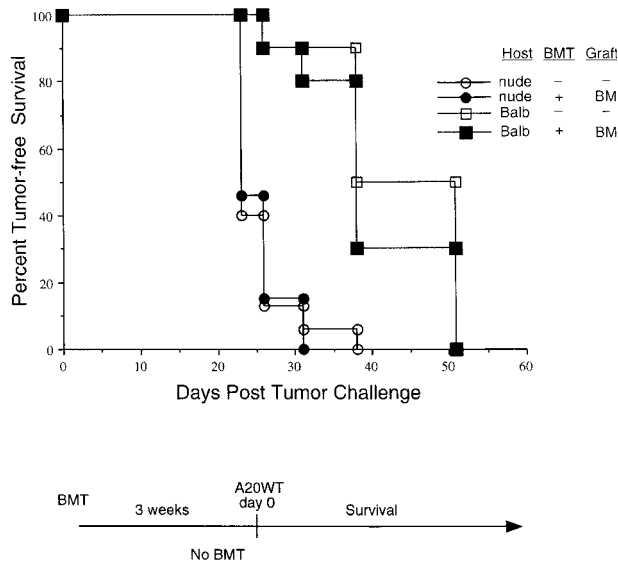 Percent Tumor-free Survival
100
80
60
40
20
0
0 10 20 30 40 50 60
Days Post Tumor Challenge
Host BMT Graft
nude – –
nude + BM
Balb – –
Balb + BM
BMT
3 weeks
A20WT
day 0
Survival
No BMT